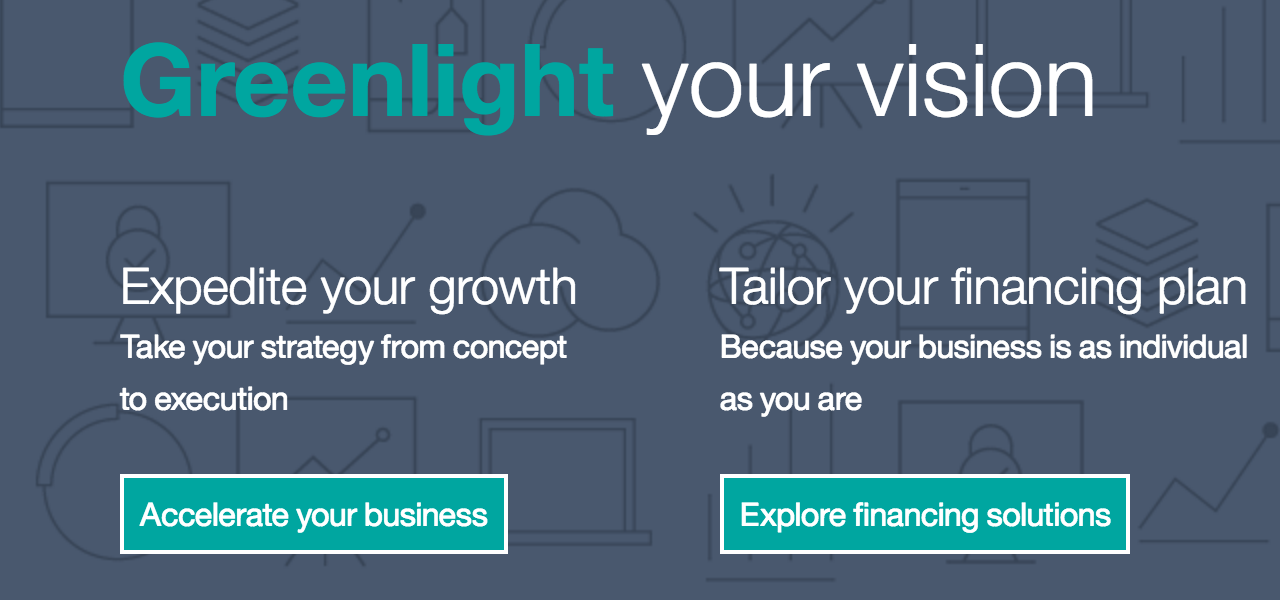 Greenlight your vision
Expedite your growth
Take your strategy from concept
to execution
Accelerate your business
Tailor your financing plan
Because your business is as individual
as you are
Explore financing solutions